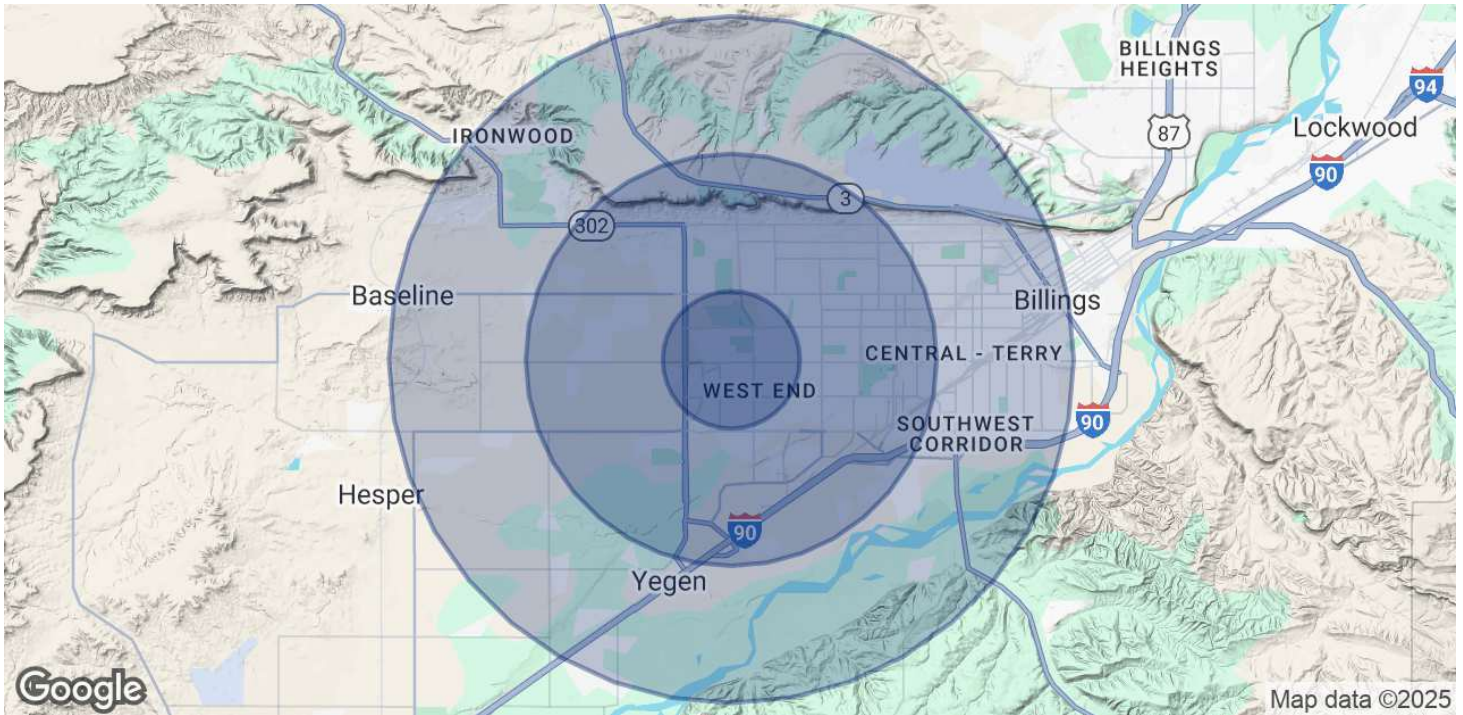 BILLINGS
HEIGHTS
94
87
Lockwood
IRONWOOD
90
3
302
Baseline
Billings
CENTRAL - TERRY
WEST END
SOUTHWEST
CORRIDOR
90
Hesper
90
Yegen
Google
Map data ©2025